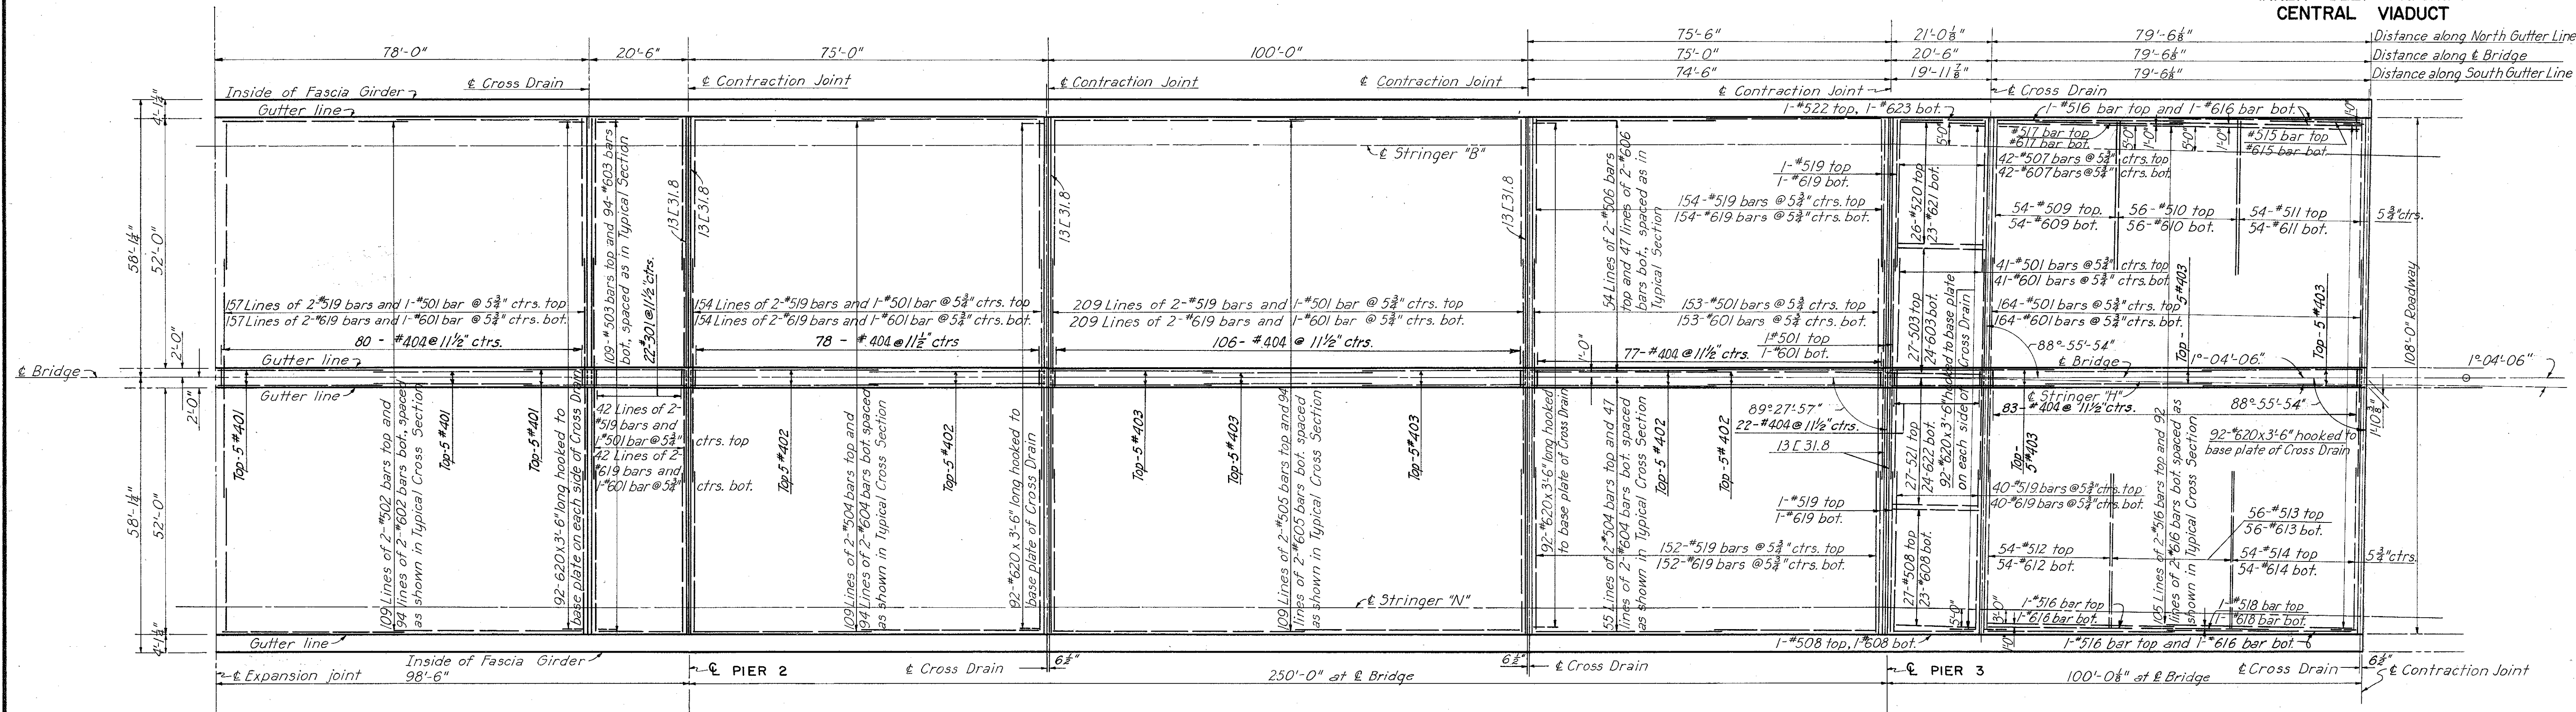 CENTRAL VIADUCT
78'-0"
20'-6"
75'-0"
100'-0"
75'-6"
21'-0⅛"
79'-6⅛"
Distance along North Gutter Line
75'-0"
20'-6"
79'-6⅛"
Distance along ℄ Bridge
74'-6"
19'-11⅞"
79'-6⅛"
Distance along South Gutter Line
℄ Cross Drain
℄ Contraction Joint
℄ Contraction Joint
℄ Contraction Joint
℄ Contraction Joint
℄ Cross Drain
Inside of Fascia Girder
Gutter line
4'-1¼"
58'-1¼"
52'-0"
1-#522 top, 1-#623 bot.
1-#516 bar top and 1-#616 bar bot.
1'-0"
℄ Stringer "B"
109-#503 bars top and 94-#603 bars
bot., spaced as in Typical Section
22-#301@11½"ctrs.
13[31.8
13[31.8
13[31.8
13[31.8
54 Lines of 2-#506 bars
top and 47 lines of 2-#606
bars bot., spaced as in
Typical Section
1-#519 top
1-#619 bot.
154-#519 bars @ 5¾" ctrs. top
154-#619 bars @ 5¾" ctrs. bot.
26-#520 top
23-#621 bot.
5'-0"
#517 bar top
#617 bar bot.
5'-0"
1'-0"
5'-0"
1'-0"
#515 bar top
#615 bar bot.
42-#507 bars @ 5¾" ctrs. top
42-#607 bars @ 5¾" ctrs. bot.
54-#509 top
54-#609 bot.
56-#510 top
56-#610 bot.
54-#511 top
54-#611 bot.
5¾"ctrs.
108'-0" Roadway
157 Lines of 2-#519 bars and 1-#501 bar @ 5¾" ctrs. top
157 Lines of 2-#619 bars and 1-#601 bar @ 5¾" ctrs. bot.
80 - #404 @ 11½" ctrs.
154 Lines of 2-#519 bars and 1-#501 bar @ 5¾" ctrs. top
154 Lines of 2-#619 bars and 1-#601 bar @ 5¾" ctrs. bot.
78 - #404 @ 11½" ctrs
209 Lines of 2-#519 bars and 1-#501 bar @ 5¾" ctrs. top
209 Lines of 2-#619 bars and 1-#601 bar @ 5¾" ctrs. bot.
106-#404 @ 11½" ctrs.
153-#501 bars @ 5¾" ctrs. top
153-#601 bars @ 5¾" ctrs. bot.
1'-0"
77-#404 @ 11½" ctrs.
1-#501 top
1-#601 bot.
27-503 top
24-603 bot.
92-#620x3'-6" hooked to base plate
on each side of Cross Drain
41-#501 bars @ 5¾" ctrs. top
41-#601 bars @ 5¾" ctrs. bot.
164-#501 bars @ 5¾" ctrs. top
164-#601 bars @ 5¾" ctrs. bot.
Top-5#403
Top-5#403
88°-55'-54"
℄ Bridge
1°-04'-06"
1°-04'-06"
2'-0"
℄ Bridge
2'-0"
Gutter line
Gutter line
℄ Stringer "H"
83-#404 @ 11½"ctrs.
88°-55'-54"
1'-10⅜"
Top-5 #401
Top-5 #401
Top-5#401
109 Lines of 2-#502 bars top and
94 lines of 2-#602 bars bot., spaced
as shown in Typical Cross Section
92-620x3'-6" long hooked to
base plate on each side of Cross Drain
42 Lines of 2-
#519 bars and
1-#501 bar@5¾" ctrs. top
42 Lines of 2-
#619 bars and
1-#601 bar@5¾" ctrs. bot.
Top-5 #402
Top-5 #402
109 Lines of 2-#504 bars top and
94 Lines of 2-#604 bars bot. spaced
as shown in Typical Cross Section
92-#620 x 3'-6" long hooked to
base plate of Cross Drain
Top-5 #403
Top-5 #403
Top-5 #403
109 Lines of 2-#505 bars top and 94
lines of 2-#605 bars bot. spaced
as shown in Typical Cross Section
92-#620x3'-6" long hooked
to base plate of Cross Drain
55 Lines of 2-#504 bars top and 47
lines of 2-#604 bars bot. spaced
as shown in Typical Cross Section
Top-5 #402
Top-5 #402
89°27'-57"
22-#404@11½"ctrs.
13[31.8
27-521 top
24-622 bot.
Top-
5#403
92-#620x3'-6" hooked to
base plate of Cross Drain
1-#519 top
1-#619 bot.
40-#519 bars@5¾"ctrs. top
40-#619 bars@5¾"ctrs. bot.
152-#519 bars @ 5¾" ctrs. top
152-#619 bars @ 5¾" ctrs. bot.
27-#508 top
23-#608 bot.
54-#512 top
54-#612 bot.
105 Lines of 2-#516 bars top and 92
lines of 2-#616 bars bot. spaced as
shown in Typical Cross Section
56-#513 top
56-#613 bot.
54-#514 top
54-#614 bot.
5¾"ctrs.
58'-1¼"
52'-0"
4'-1¼"
℄ Stringer "N"
5'-0"
3'-0"
1'-0"
1-#516 bar top
1-#616 bar bot.
1-#518 bar top
1-#618 bar bot.
Gutter line
Inside of Fascia Girder
1-#508 top, 1-#608 bot.
1-#516 bar top and 1-#616 bar bot.
℄ Expansion joint
98'-6"
℄ PIER 2
℄ Cross Drain
6½"
250'-0" at ℄ Bridge
6½"
℄ Cross Drain
℄ PIER 3
100'-0⅛" at ℄ Bridge
℄ Cross Drain
6½"
℄ Contraction Joint